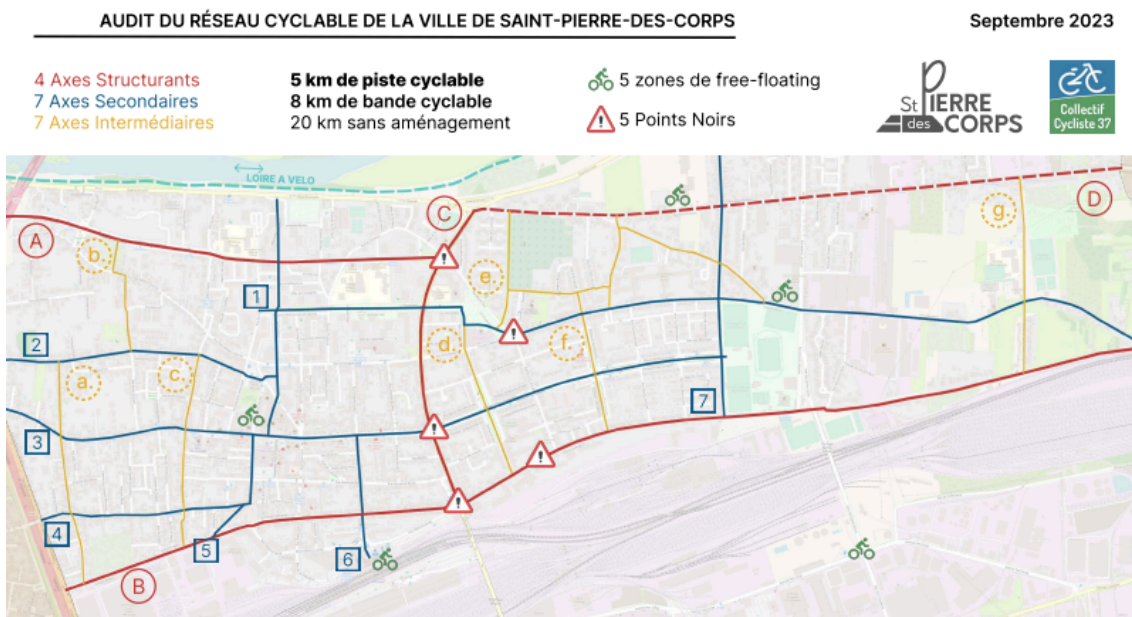 AUDIT DU RÉSEAU CYCLABLE DE LA VILLE DE SAINT-PIERRE-DES-CORPS
Septembre 2023
4 Axes Structurants
7 Axes Secondaires
7 Axes Intermédiaires
5 km de piste cyclable
8 km de bande cyclable
20 km sans aménagement
5 zones de free-floating
5 Points Noirs
St PIERRE
des CORPS
Collectif
Cycliste 37
LOIRE A VELO
A
b.
C
g.
D
e.
1
2
d.
f.
a.
c.
7
3
4
5
6
B